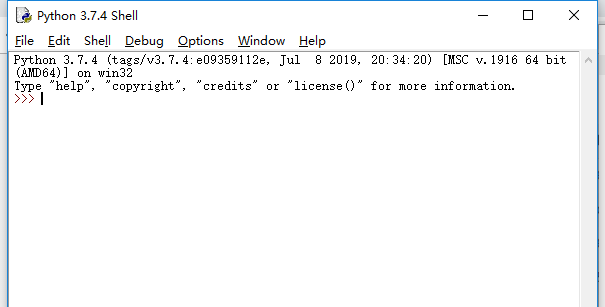 Python 3.7.4 Shell
File Edit Shell Debug Options Window Help
Python 3.7.4 (tags/v3.7.4:e09359112e, Jul  8 2019, 20:34:20) [MSC v.1916 64 bit
(AMD64)] on win32
Type "help", "copyright", "credits" or "license()" for more information.
>>>